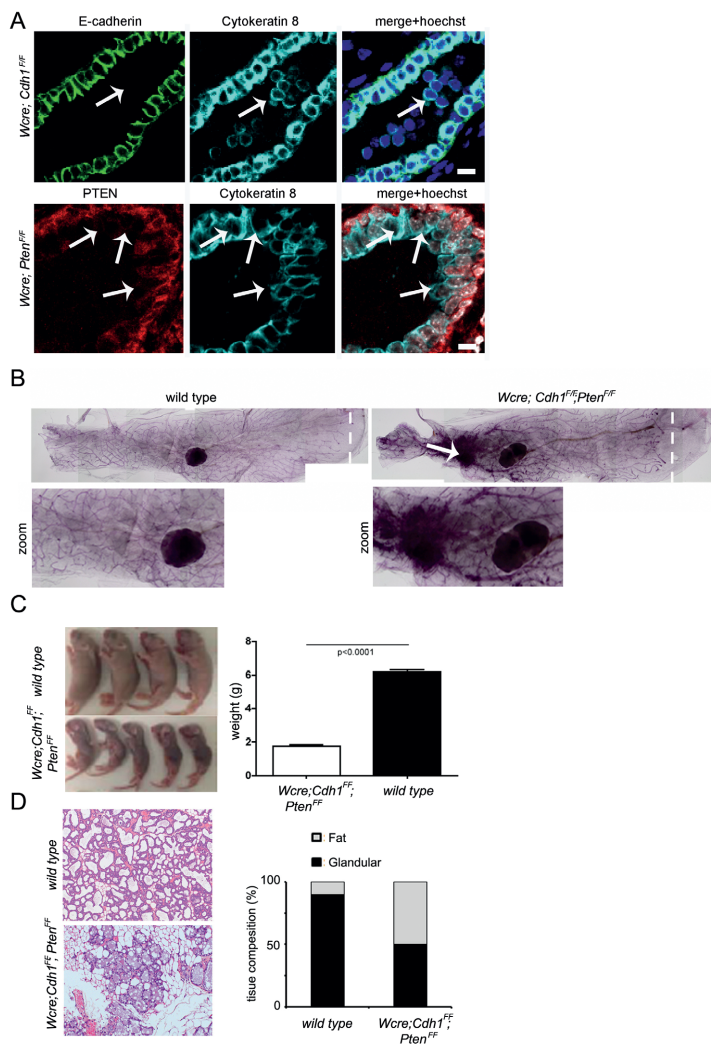 A
E-cadherin
Cytokeratin 8
merge+hoechst
Wcre; Cdh1F/F
PTEN
Cytokeratin 8
merge+hoechst
Wcre; PtenF/F
B
wild type
Wcre; Cdh1F/F;PtenF/F
zoom
zoom
C
wild type
Wcre;Cdh1FF;
PtenFF
weight (g)
8
6
4
2
0
p<0.0001
Wcre;Cdh1FF;
PtenFF
wild type
D
wild type
Wcre;Cdh1FF; PtenFF
Fat
Glandular
tissue compesition (%)
100
50
0
wild type
Wcre;Cdh1FF;
PtenFF